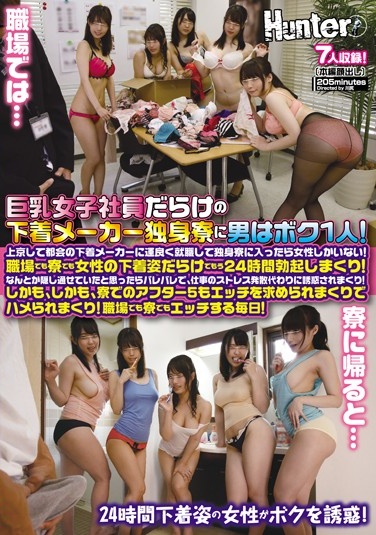 職場では…
Hunter
7人収録!
(本編顔出し)
205minutes
Directed by 川尻
巨乳女子社員だらけの
下着メーカー独身寮に男はボク1人!
上京して都会の下着メーカーに運良く就職して独身寮に入ったら女性しかいない!
職場でも寮でも女性の下着姿だらけでもう24時間勃起しまくり!
なんとか隠し通せていたと思ったらバレバレで、仕事のストレス発散代わりに誘惑されまくり!
しかも、しかも、寮でのアフター5もエッチを求められまくりで
ハメられまくり!職場でも寮でもエッチする毎日!
寮に帰ると…
24時間下着姿の女性がボクを誘惑!